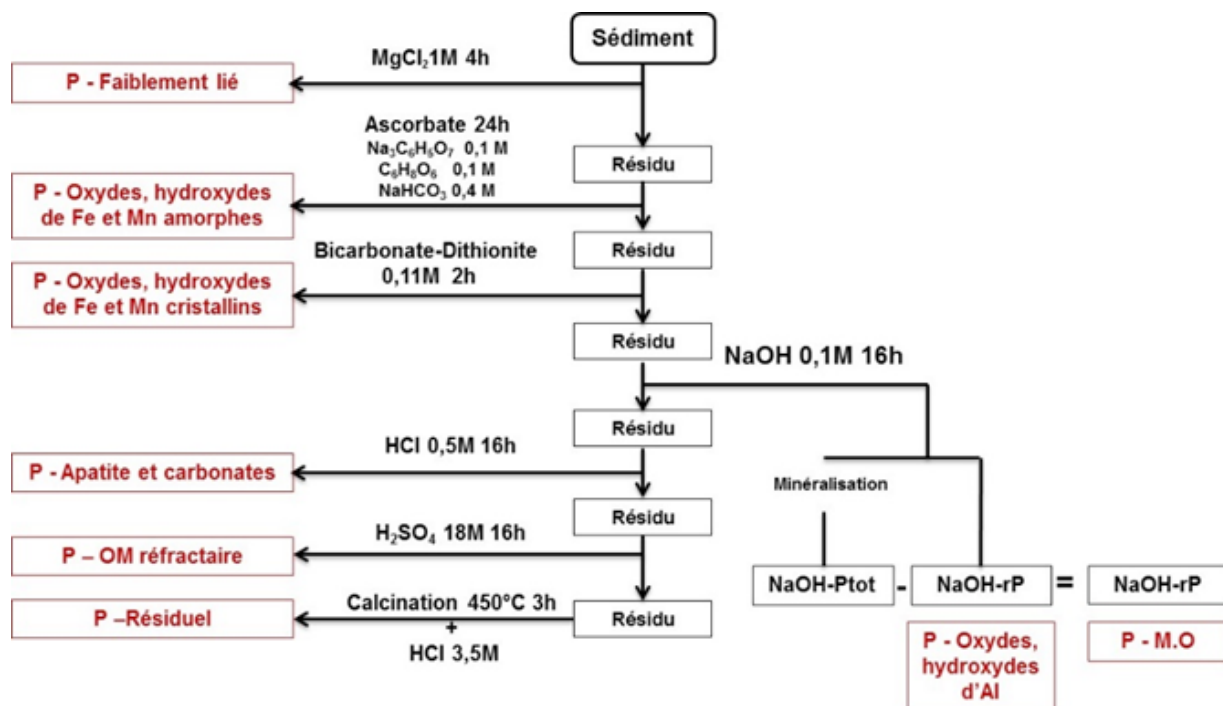 Sédiment
MgCl₂1M 4h
P - Faiblement lié
Ascorbate 24h
Na₃C₆H₅O₇ 0,1 M
C₆H₈O₆ 0,1 M
NaHCO₃ 0,4 M
Résidu
P - Oxydes, hydroxydes
de Fe et Mn amorphes
Résidu
Bicarbonate-Dithionite
0,11M 2h
P - Oxydes, hydroxydes
de Fe et Mn cristallins
Résidu
NaOH 0,1M 16h
Résidu
HCl 0,5M 16h
P - Apatite et carbonates
Minéralisation
Résidu
H₂SO₄ 18M 16h
P – OM réfractaire
NaOH-Ptot - NaOH-rP = NaOH-rP
Calcination 450°C 3h
+
HCl 3,5M
P –Résiduel
Résidu
P - Oxydes,
hydroxydes
d'Al
P - M.O